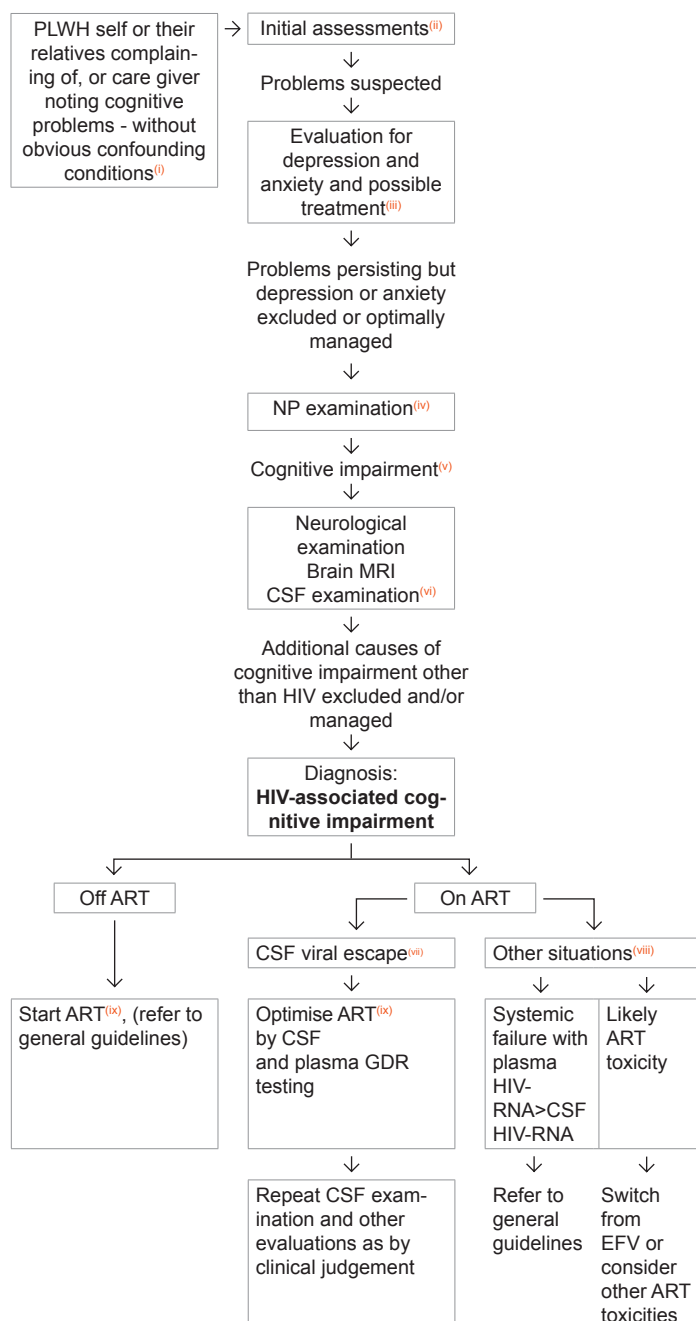 PLWH self or their
relatives complain-
ing of, or care giver
noting cognitive
problems - without
obvious confounding
conditions(i)
Initial assessments(ii)
Problems suspected
Evaluation for
depression and
anxiety and possible
treatment(iii)
Problems persisting but
depression or anxiety
excluded or optimally
managed
NP examination(iv)
Cognitive impairment(v)
Neurological
examination
Brain MRI
CSF examination(vi)
Additional causes of
cognitive impairment other
than HIV excluded and/or
managed
Diagnosis:
HIV-associated cog-
nitive impairment
Off ART
On ART
CSF viral escape(vii)
Other situations(viii)
Start ART(ix), (refer to
general guidelines)
Optimise ART(ix)
by CSF
and plasma GDR
testing
Systemic
failure with
plasma
HIV-
RNA>CSF
HIV-RNA
Likely
ART
toxicity
Repeat CSF exam-
ination and other
evaluations as by
clinical judgement
Refer to
general
guidelines
Switch
from
EFV or
consider
other ART
toxicities